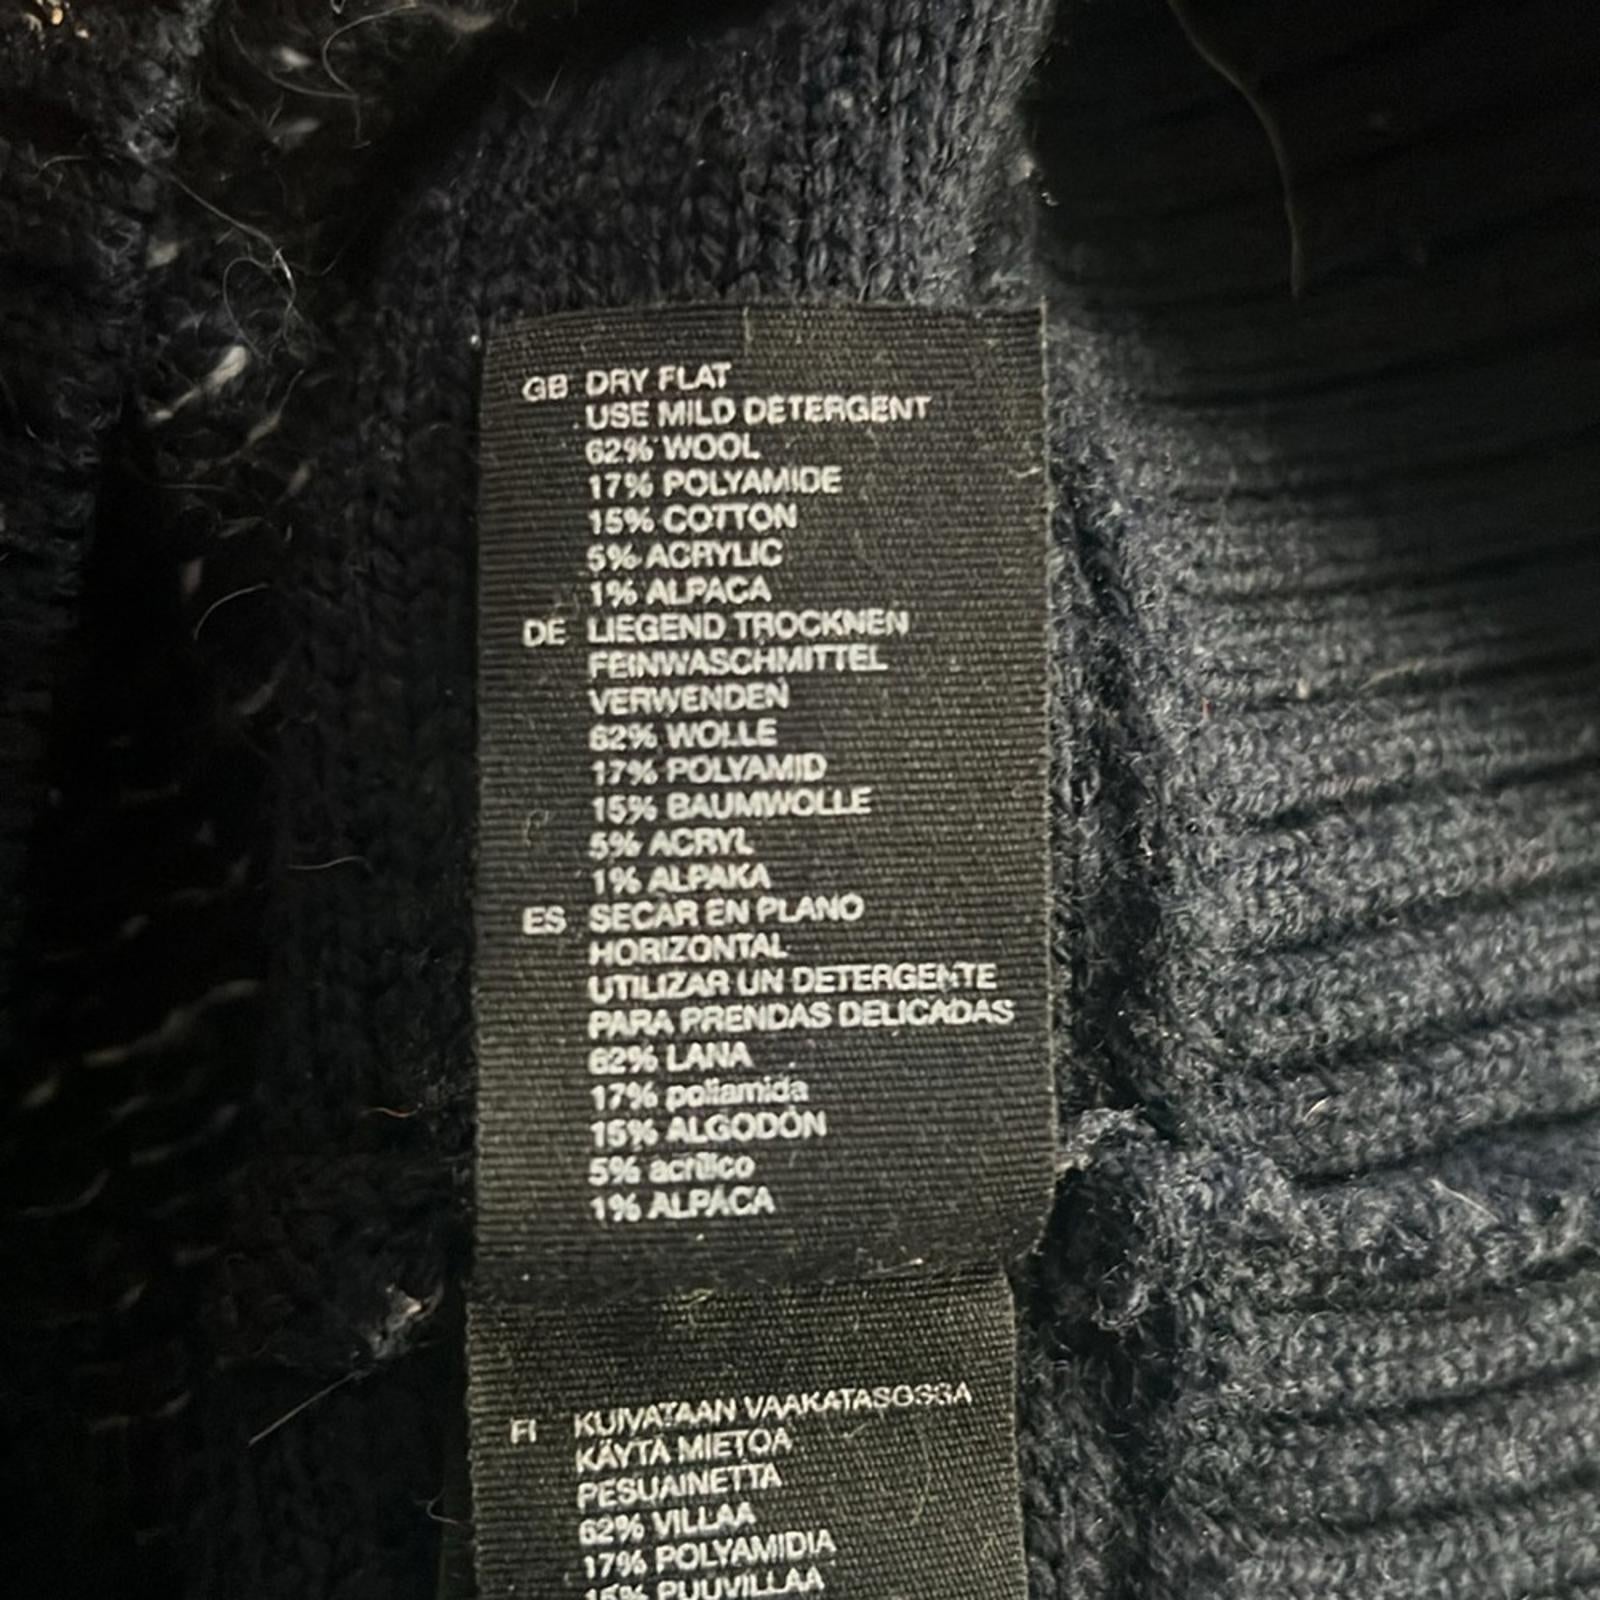 GB DRY FLAT
USE MILD DETERGENT
62% WOOL
17% POLYAMIDE
15% COTTON
5% ACRYLIC
1% ALPACA
DE LIEGEND TROCKNEN
FEINWASCHMITTEL
VERWENDEN
62% WOLLE
17% POLYAMID
15% BAUMWOLLE
5% ACRYL
1% ALPAKA
ES SECAR EN PLANO
HORIZONTAL
UTILIZAR UN DETERGENTE
PARA PRENDAS DELICADAS
62% LANA
17% poliamida
15% ALGODÓN
5% acrílico
1% ALPACA
FI KUIVATAAN VAAKATASOSSA
KÄYTÄ MIETOA
PESUAINETTA
62% VILLAA
17% POLYAMIDIA
15% PUUVILLAA